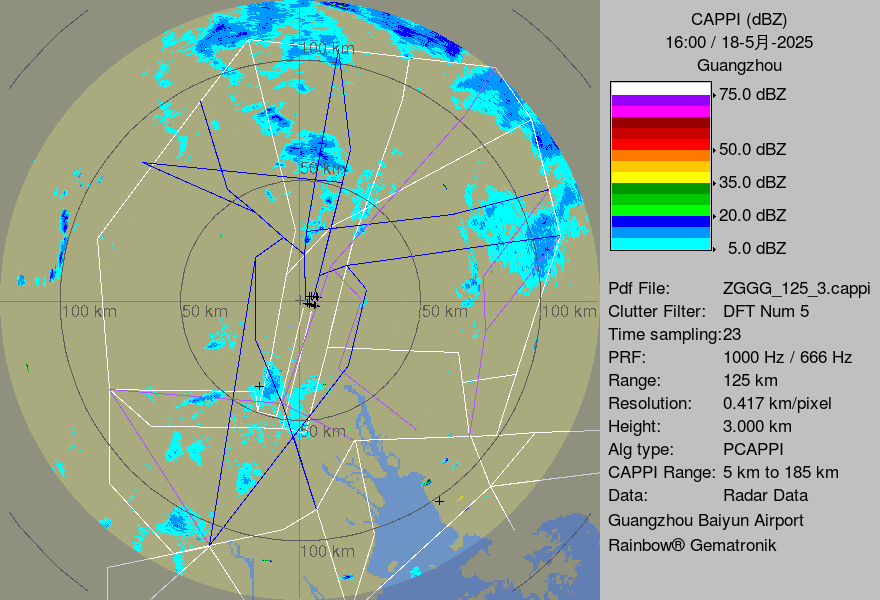 CAPPI (dBZ)
16:00 / 18-5月-2025
Guangzhou
75.0 dBZ
50.0 dBZ
35.0 dBZ
20.0 dBZ
5.0 dBZ
Pdf File: ZGGG_125_3.cappi
Clutter Filter: DFT Num 5
Time sampling:23
PRF: 1000 Hz / 666 Hz
Range: 125 km
Resolution: 0.417 km/pixel
Height: 3.000 km
Alg type: PCAPPI
CAPPI Range: 5 km to 185 km
Data: Radar Data
Guangzhou Baiyun Airport
Rainbow® Gematronik
100 km
50 km
100 km
50 km
50 km
100 km
50 km
100 km